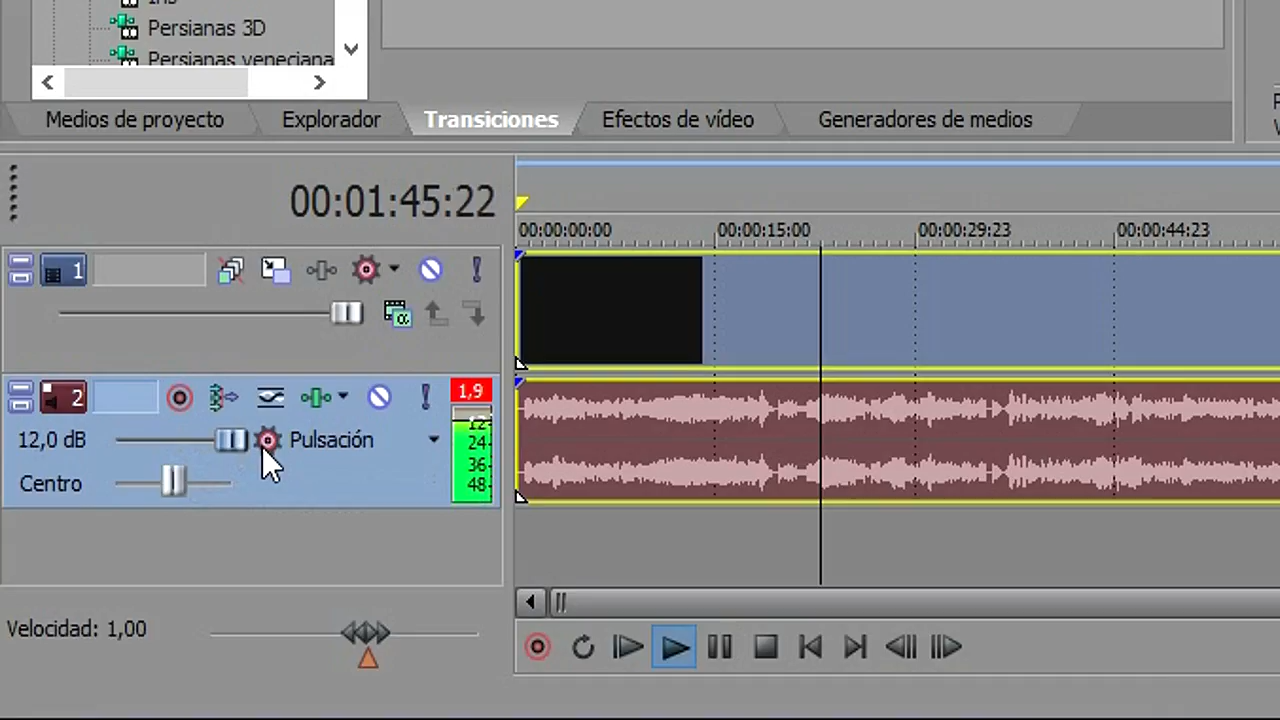 Persianas 3D
Persianas veneciana
Medios de proyecto
Explorador
Transiciones
Efectos de vídeo
Generadores de medios
00:01:45:22
00:00:00:00
00:00:15:00
00:00:29:23
00:00:44:23
1
2
1,9
12,0 dB
Pulsación
12
24
36
48
Centro
Velocidad: 1,00